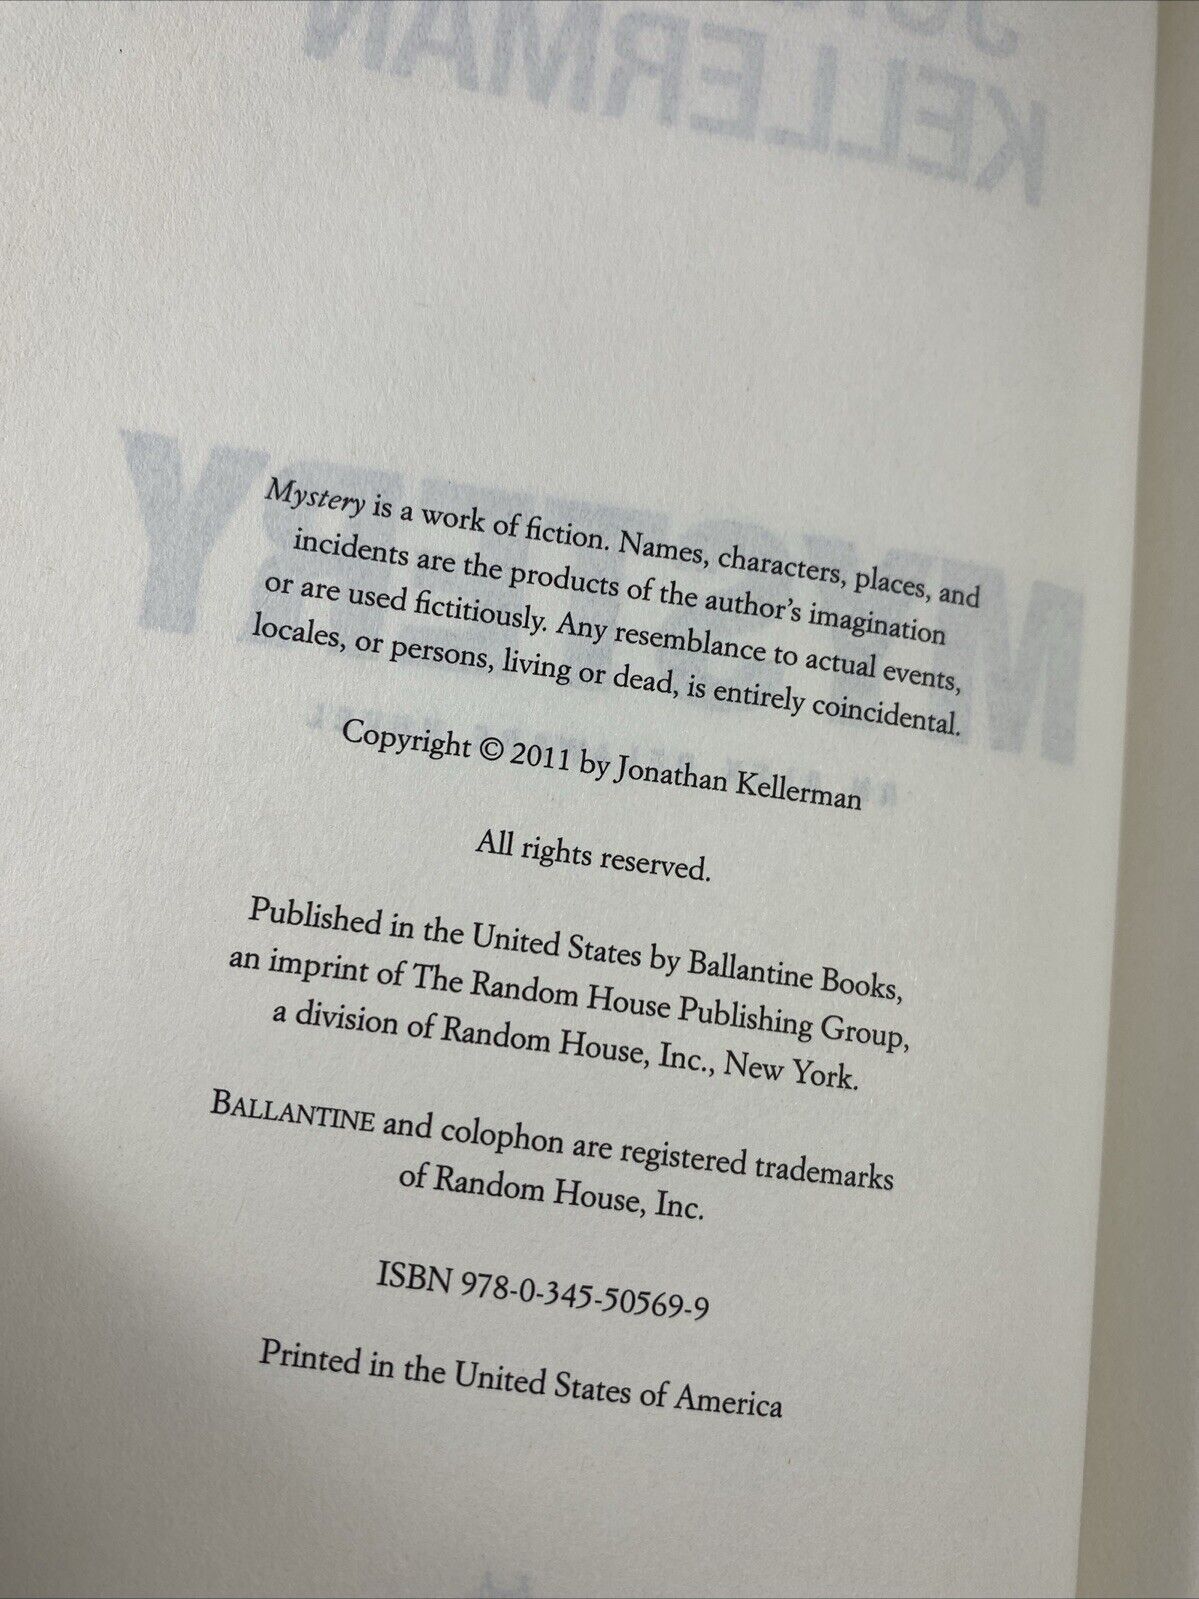 JON
KELLERMAN
MYSTERY
Mystery is a work of fiction. Names, characters, places, and
incidents are the products of the author's imagination
or are used fictitiously. Any resemblance to actual events,
locales, or persons, living or dead, is entirely coincidental.
Copyright © 2011 by Jonathan Kellerman
All rights reserved.
Published in the United States by Ballantine Books,
an imprint of The Random House Publishing Group,
a division of Random House, Inc., New York.
BALLANTINE and colophon are registered trademarks
of Random House, Inc.
ISBN 978-0-345-50569-9
Printed in the United States of America